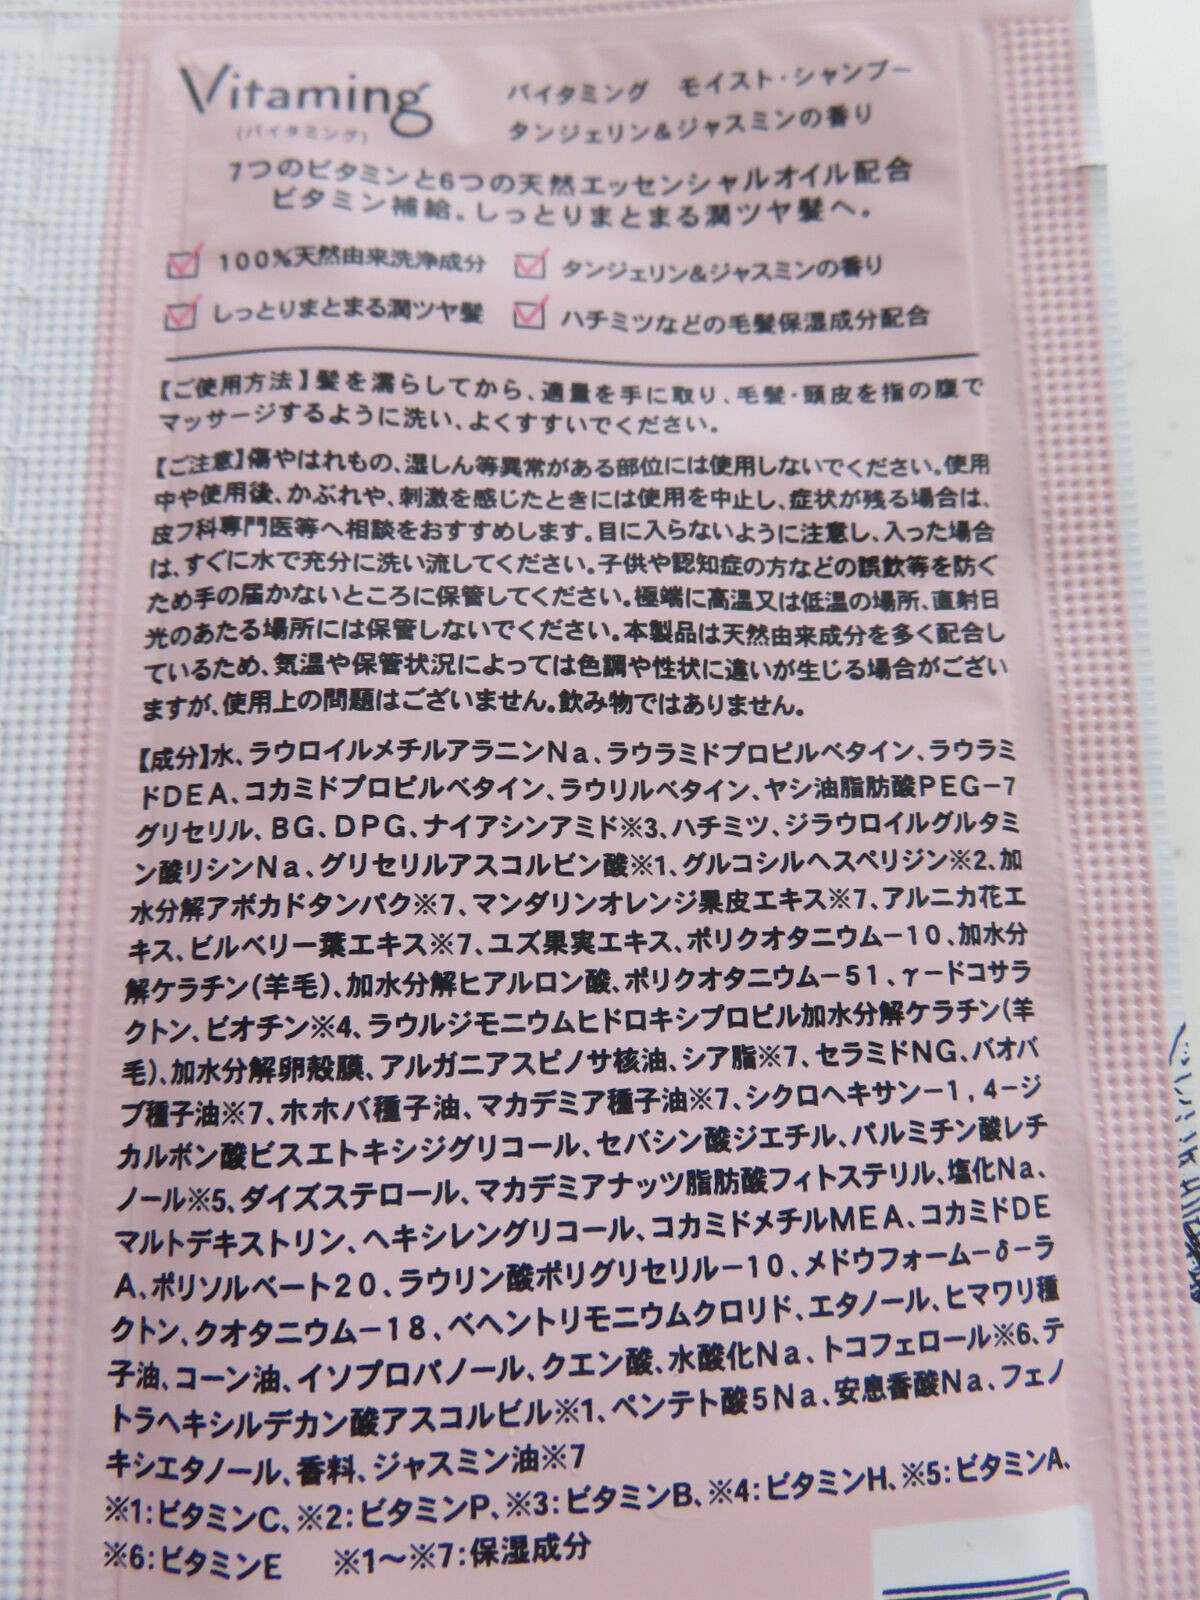 Vitaming
(バイタミング)
バイタミング モイスト・シャンプー
タンジェリン&ジャスミンの香り
7つのビタミンと6つの天然エッセンシャルオイル配合
ビタミン補給。しっとりまとまる潤ツヤ髪へ。
100%天然由来洗浄成分
タンジェリン&ジャスミンの香り
しっとりまとまる潤ツヤ髪
ハチミツなどの毛髪保湿成分配合
【ご使用方法】髪を濡らしてから、適量を手に取り、毛髪・頭皮を指の腹で
マッサージするように洗い、よくすすいでください。
【ご注意】傷やはれもの、湿しん等異常がある部位には使用しないでください。使用
中や使用後、かぶれや、刺激を感じたときには使用を中止し、症状が残る場合は、
皮フ科専門医等へ相談をおすすめします。目に入らないように注意し、入った場合
は、すぐに水で充分に洗い流してください。子供や認知症の方などの誤飲等を防ぐ
ため手の届かないところに保管してください。極端に高温又は低温の場所、直射日
光のあたる場所には保管しないでください。本製品は天然由来成分を多く配合し
ているため、気温や保管状況によっては色調や性状に違いが生じる場合がござい
ますが、使用上の問題はございません。飲み物ではありません。
【成分】水、ラウロイルメチルアラニンNa、ラウラミドプロピルベタイン、ラウラミ
ドDEA、コカミドプロピルベタイン、ラウリルベタイン、ヤシ油脂肪酸PEG-7
グリセリル、BG、DPG、ナイアシンアミド※3、ハチミツ、ジラウロイルグルタミ
ン酸リシンNa、グリセリルアスコルビン酸※1、グルコシルヘスペリジン※2、加
水分解アボカドタンパク※7、マンダリンオレンジ果皮エキス※7、アルニカ花エ
キス、ビルベリー葉エキス※7、ユズ果実エキス、ポリクオタニウム-10、加水分
解ケラチン(羊毛)、加水分解ヒアルロン酸、ポリクオタニウム-51、γ-ドコサラ
クトン、ビオチン※4、ラウルジモニウムヒドロキシプロピル加水分解ケラチン(羊
毛)、加水分解卵殻膜、アルガニアスピノサ核油、シア脂※7、セラミドNG、バオバ
ブ種子油※7、ホホバ種子油、マカデミア種子油※7、シクロヘキサン-1,4-ジ
カルボン酸ビスエトキシジグリコール、セバシン酸ジエチル、パルミチン酸レチ
ノール※5、ダイズステロール、マカデミアナッツ脂肪酸フィトステリル、塩化Na、
マルトデキストリン、ヘキシレングリコール、コカミドメチルMEA、コカミドDE
A、ポリソルベート20、ラウリン酸ポリグリセリル-10、メドウフォーム-δ-ラ
クトン、クオタニウム-18、ベヘントリモニウムクロリド、エタノール、ヒマワリ種
子油、コーン油、イソプロパノール、クエン酸、水酸化Na、トコフェロール※6、テ
トラヘキシルデカン酸アスコルビル※1、ペンテト酸5Na、安息香酸Na、フェノ
キシエタノール、香料、ジャスミン油※7
※1:ビタミンC、※2:ビタミンP、※3:ビタミンB、※4:ビタミンH、※5:ビタミンA、
※6:ビタミンE ※1～※7:保湿成分